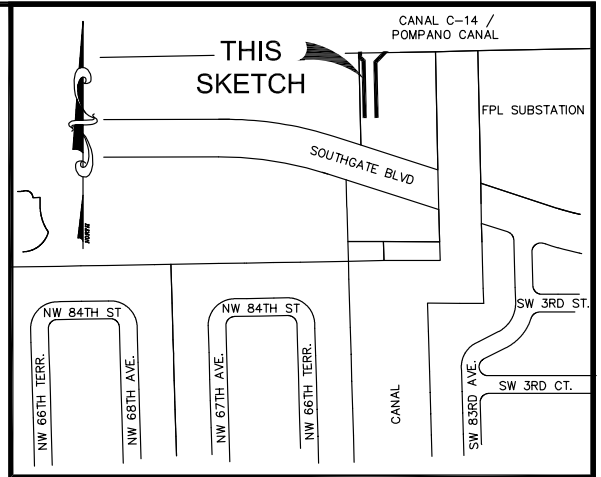 CANAL C-14 /
POMPANO CANAL
THIS
SKETCH
FPL SUBSTATION
SOUTHGATE BLVD
NORTH
NW 84TH ST
NW 84TH ST
SW 3RD ST.
NW 66TH TERR.
NW 68TH AVE.
NW 67TH AVE.
NW 66TH TERR.
CANAL
SW 83RD AVE.
SW 3RD CT.